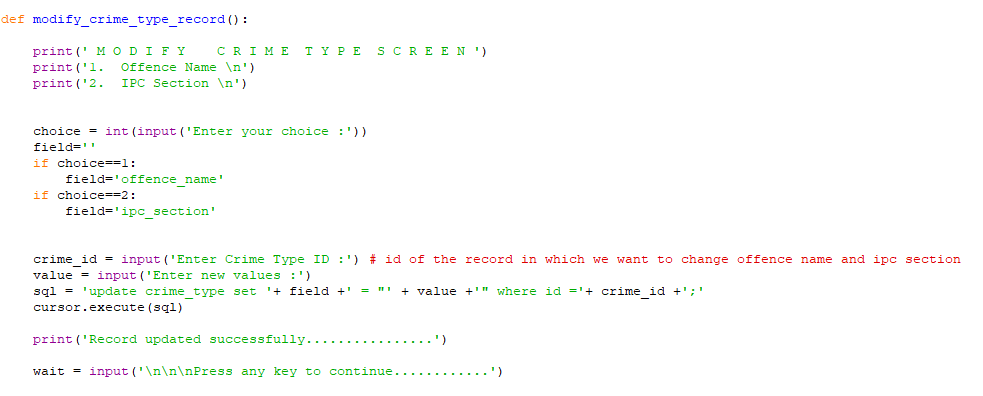 def modify_crime_type_record():
print(' M O D I F Y    C R I M E  T Y P E  S C R E E N ')
print('1.  Offence Name \n')
print('2.  IPC Section \n')
choice = int(input('Enter your choice :'))
field=''
if choice==1:
field='offence_name'
if choice==2:
field='ipc_section'
crime_id = input('Enter Crime Type ID :') # id of the record in which we want to change offence name and ipc section
value = input('Enter new values :')
sql = 'update crime_type set '+ field +' = "' + value +'" where id ='+ crime_id +';'
cursor.execute(sql)
print('Record updated successfully................')
wait = input('\n\n\nPress any key to continue............')